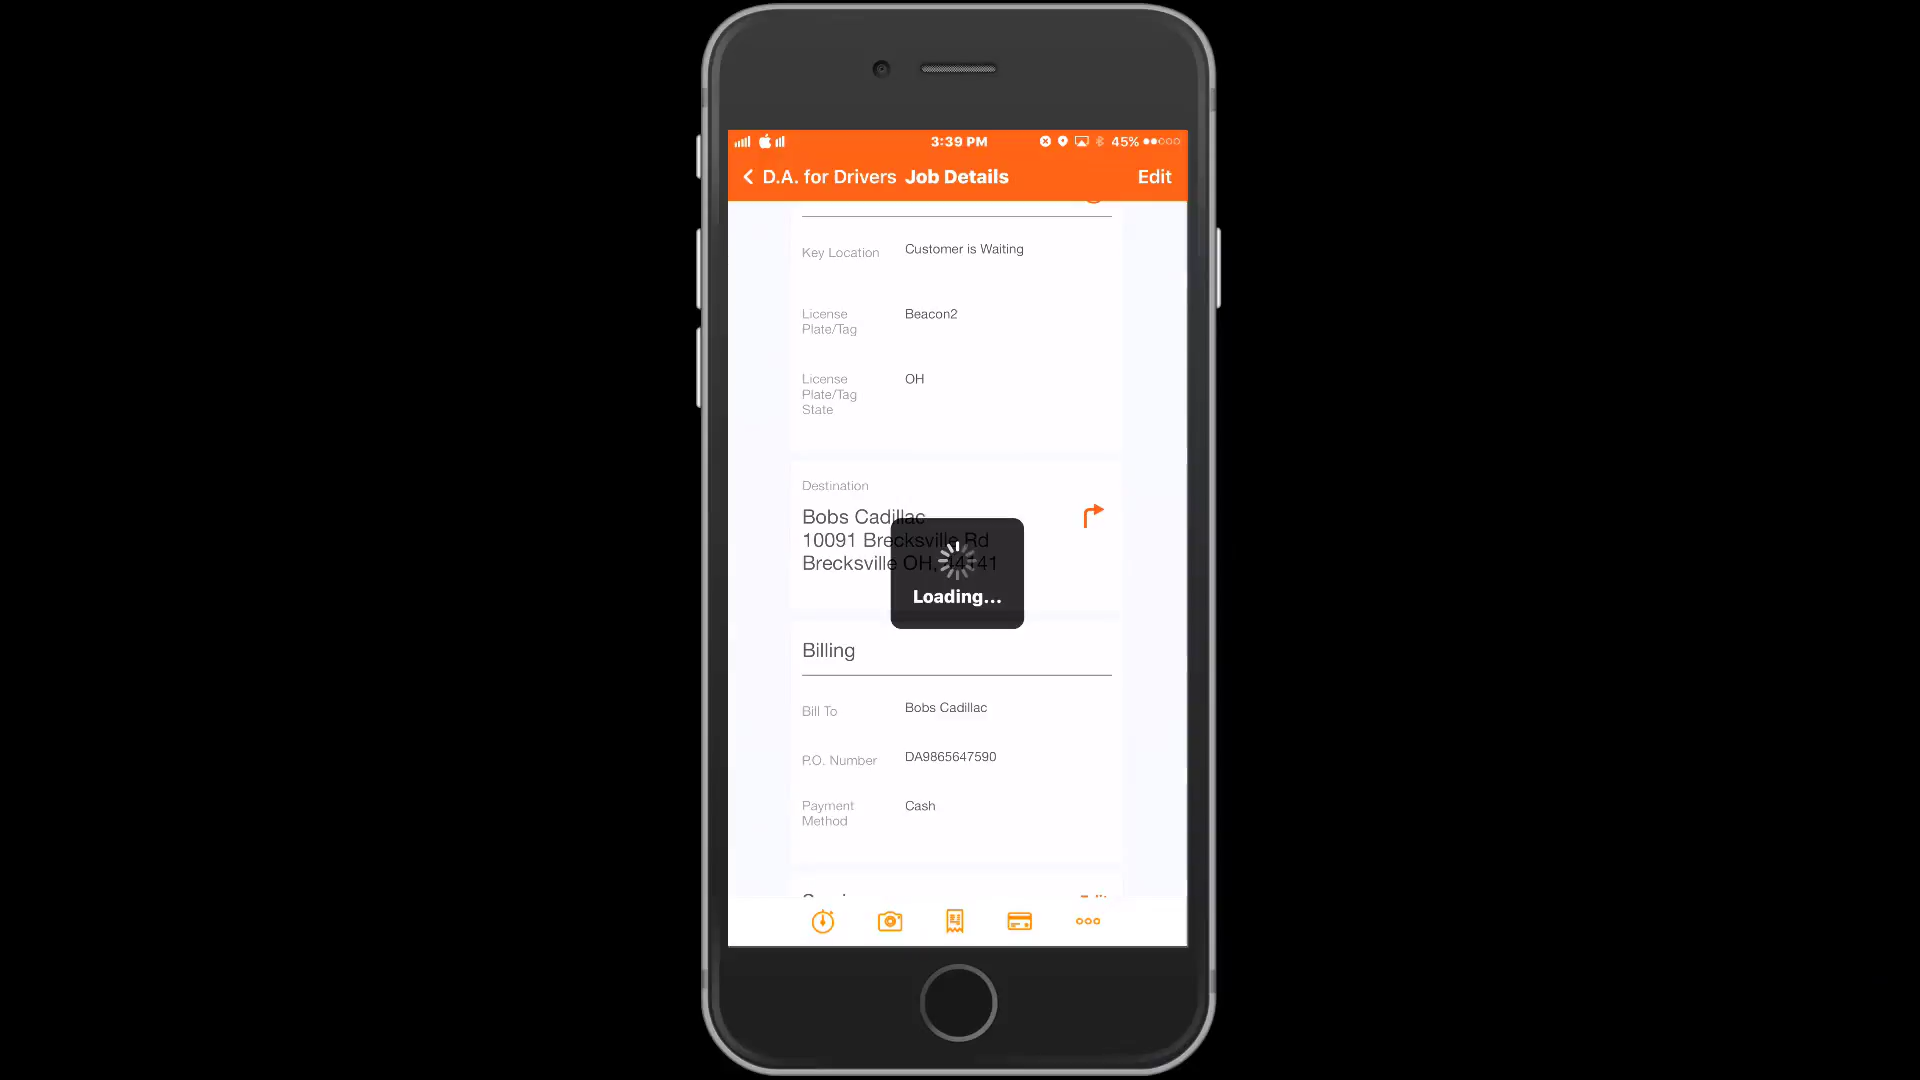 3:39 PM
45%
D.A. for Drivers Job Details Edit
Key Location Customer is Waiting
License Plate/Tag Beacon2
License Plate/Tag State OH
Destination
Bobs Cadillac
10091 Brecksville Rd
Brecksville OH, 44141
Loading...
Billing
Bill To Bobs Cadillac
P.O. Number DA9865647590
Payment Method Cash
Edit